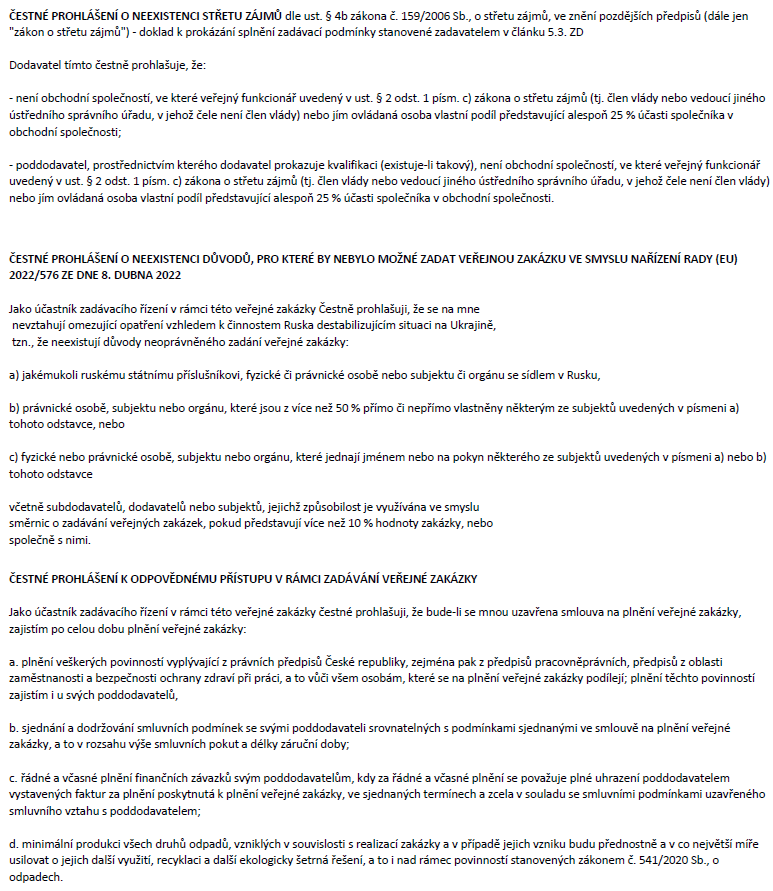 ČESTNÉ PROHLÁŠENÍ O NEEXISTENCI STŘETU ZÁJMŮ dle ust. § 4b zákona č. 159/2006 Sb., o střetu zájmů, ve znění pozdějších předpisů (dále jen
"zákon o střetu zájmů") - doklad k prokázání splnění zadávací podmínky stanovené zadavatelem v článku 5.3. ZD
Dodavatel tímto čestně prohlašuje, že:
- není obchodní společností, ve které veřejný funkcionář uvedený v ust. § 2 odst. 1 písm. c) zákona o střetu zájmů (tj. člen vlády nebo vedoucí jiného
ústředního správního úřadu, v jehož čele není člen vlády) nebo jím ovládaná osoba vlastní podíl představující alespoň 25 % účasti společníka v
obchodní společnosti;
- poddodavatel, prostřednictvím kterého dodavatel prokazuje kvalifikaci (existuje-li takový), není obchodní společností, ve které veřejný funkcionář
uvedený v ust. § 2 odst. 1 písm. c) zákona o střetu zájmů (tj. člen vlády nebo vedoucí jiného ústředního správního úřadu, v jehož čele není člen vlády)
nebo jím ovládaná osoba vlastní podíl představující alespoň 25 % účasti společníka v obchodní společnosti.
ČESTNÉ PROHLÁŠENÍ O NEEXISTENCI DŮVODŮ, PRO KTERÉ BY NEBYLO MOŽNÉ ZADAT VEŘEJNOU ZAKÁZKU VE SMYSLU NAŘÍZENÍ RADY (EU)
2022/576 ZE DNE 8. DUBNA 2022
Jako účastník zadávacího řízení v rámci této veřejné zakázky Čestně prohlašuji, že se na mne
nevztahují omezující opatření vzhledem k činnostem Ruska destabilizujícím situaci na Ukrajině,
tzn., že neexistují důvody neoprávněného zadání veřejné zakázky:
a) jakémukoli ruskému státnímu příslušníkovi, fyzické či právnické osobě nebo subjektu či orgánu se sídlem v Rusku,
b) právnické osobě, subjektu nebo orgánu, které jsou z více než 50 % přímo či nepřímo vlastněny některým ze subjektů uvedených v písmeni a)
tohoto odstavce, nebo
c) fyzické nebo právnické osobě, subjektu nebo orgánu, které jednají jménem nebo na pokyn některého ze subjektů uvedených v písmeni a) nebo b)
tohoto odstavce
včetně subdodavatelů, dodavatelů nebo subjektů, jejichž způsobilost je využívána ve smyslu
směrnic o zadávání veřejných zakázek, pokud představují více než 10 % hodnoty zakázky, nebo
společně s nimi.
ČESTNÉ PROHLÁŠENÍ K ODPOVĚDNÉMU PŘÍSTUPU V RÁMCI ZADÁVÁNÍ VEŘEJNÉ ZAKÁZKY
Jako účastník zadávacího řízení v rámci této veřejné zakázky čestné prohlašuji, že bude-li se mnou uzavřena smlouva na plnění veřejné zakázky,
zajistím po celou dobu plnění veřejné zakázky:
a. plnění veškerých povinností vyplývající z právních předpisů České republiky, zejména pak z předpisů pracovněprávních, předpisů z oblasti
zaměstnanosti a bezpečnosti ochrany zdraví při práci, a to vůči všem osobám, které se na plnění veřejné zakázky podílejí; plnění těchto povinností
zajistím i u svých poddodavatelů,
b. sjednání a dodržování smluvních podmínek se svými poddodavateli srovnatelných s podmínkami sjednanými ve smlouvě na plnění veřejné
zakázky, a to v rozsahu výše smluvních pokut a délky záruční doby;
c. řádné a včasné plnění finančních závazků svým poddodavatelům, kdy za řádné a včasné plnění se považuje plné uhrazení poddodavatelem
vystavených faktur za plnění poskytnutá k plnění veřejné zakázky, ve sjednaných termínech a zcela v souladu se smluvními podmínkami uzavřeného
smluvního vztahu s poddodavatelem;
d. minimální produkci všech druhů odpadů, vzniklých v souvislosti s realizací zakázky a v případě jejich vzniku budu přednostně a v co největší míře
usilovat o jejich další využití, recyklaci a další ekologicky šetrná řešení, a to i nad rámec povinností stanovených zákonem č. 541/2020 Sb., o
odpadech.